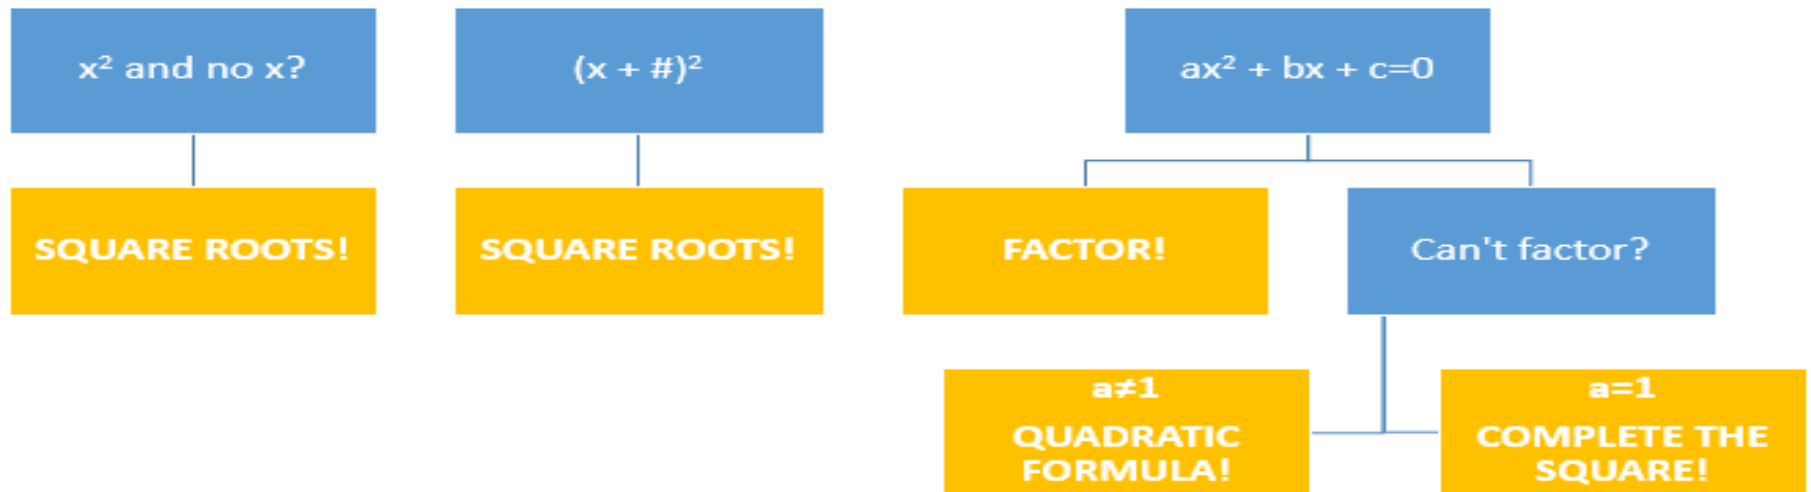 x² and no x?
(x + #)²
ax² + bx + c=0
SQUARE ROOTS!
SQUARE ROOTS!
FACTOR!
Can't factor?
a≠1
QUADRATIC
FORMULA!
a=1
COMPLETE THE
SQUARE!